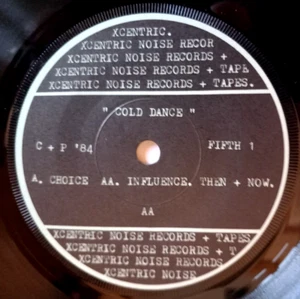 XCENTRIC.
XCENTRIC NOISE RECOR
XCENTRIC NOISE RECORDS +
XCENTRIC NOISE RECORDS + TAPE
XCENTRIC NOISE RECORDS + TAPES.
" COLD DANCE "
C + P '84 FIFTH 1
A. CHOICE AA. INFLUENCE. THEN + NOW.
AA
XCENTRIC NOISE RECORDS + TAPES
XCENTRIC NOISE RECORDS + T
XCENTRIC NOISE RECORDS
XCENTRIC NOISE